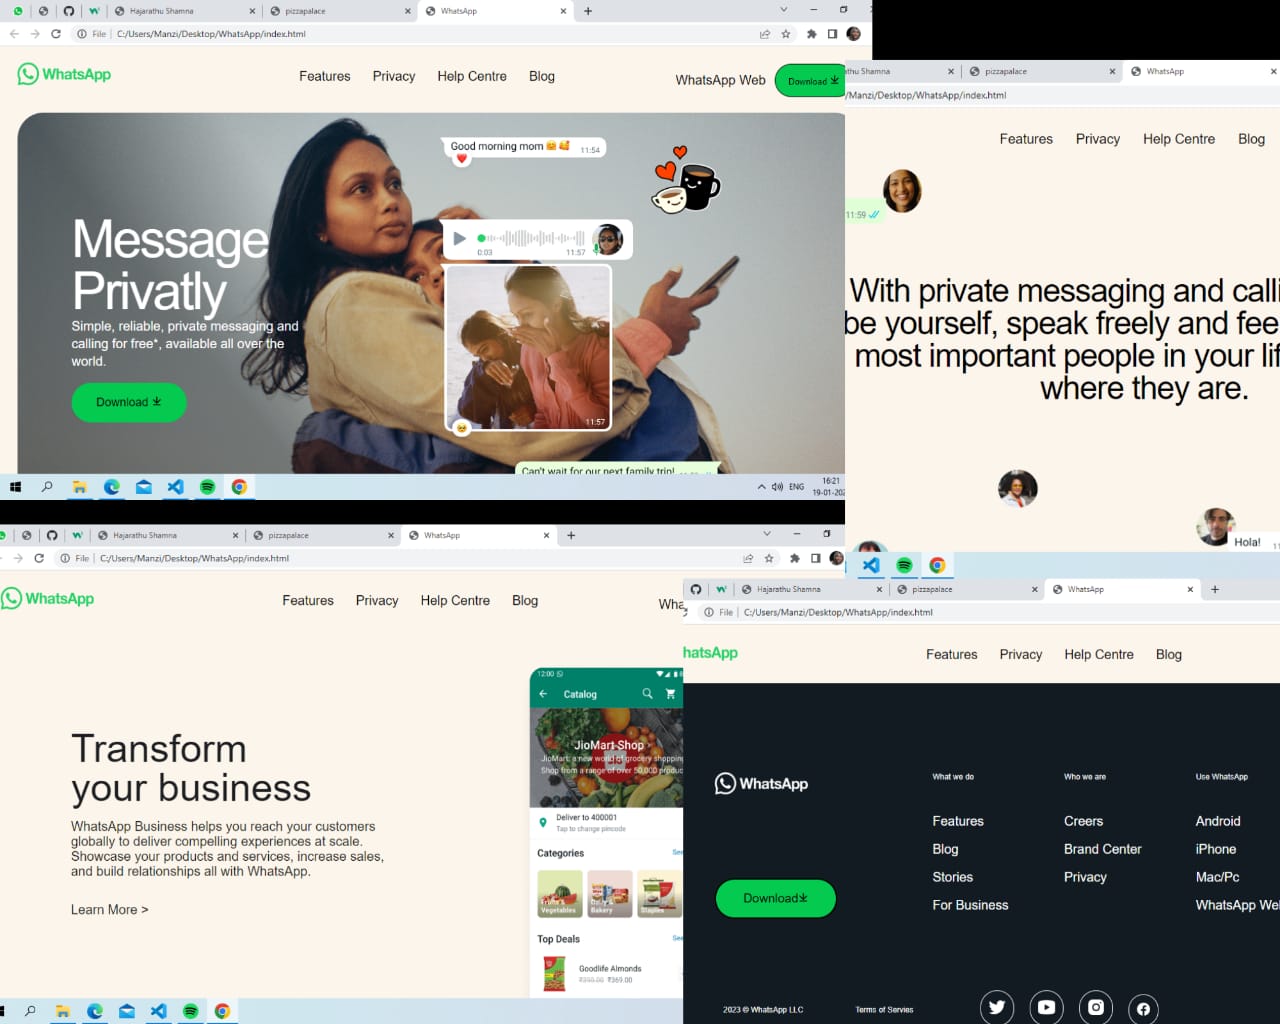 Hajarathu Shamna
pizzapalace
WhatsApp
File
C:/Users/Manzi/Desktop/WhatsApp/index.html
WhatsApp
Features
Privacy
Help Centre
Blog
WhatsApp Web
Download
Message
Privatly
Simple, reliable, private messaging and
calling for free*, available all over the
world.
Download
Good morning mom
11:54
0:03
11:57
11:57
Can't wait for our next family trip!
ENG
16:21
19-01-202
thu Shamna
pizzapalace
WhatsApp
/Manzi/Desktop/WhatsApp/index.html
Features
Privacy
Help Centre
Blog
11:59
With private messaging and calli
be yourself, speak freely and fee
most important people in your lif
where they are.
Hola!
11
Hajarathu Shamna
pizzapalace
WhatsApp
File
C:/Users/Manzi/Desktop/WhatsApp/index.html
WhatsApp
Features
Privacy
Help Centre
Blog
Wha
Transform
your business
WhatsApp Business helps you reach your customers
globally to deliver compelling experiences at scale.
Showcase your products and services, increase sales,
and build relationships all with WhatsApp.
Learn More >
12:00
Catalog
JioMart Shop
JioMart: a new world of grocery shopping
Shop from a range of over 50,000 produc
Deliver to 400001
Tap to change pincode
Categories
See
Fruits &
Vegetables
Dairy &
Bakery
Staples
Top Deals
See
Goodlife Almonds
₹369.00
Hajarathu Shamna
pizzapalace
WhatsApp
File
C:/Users/Manzi/Desktop/WhatsApp/index.html
hatsApp
Features
Privacy
Help Centre
Blog
WhatsApp
Download
What we do
Features
Blog
Stories
For Business
Who we are
Creers
Brand Center
Privacy
Use WhatsApp
Android
iPhone
Mac/Pc
WhatsApp We
2023 © WhatsApp LLC
Terms of Servies